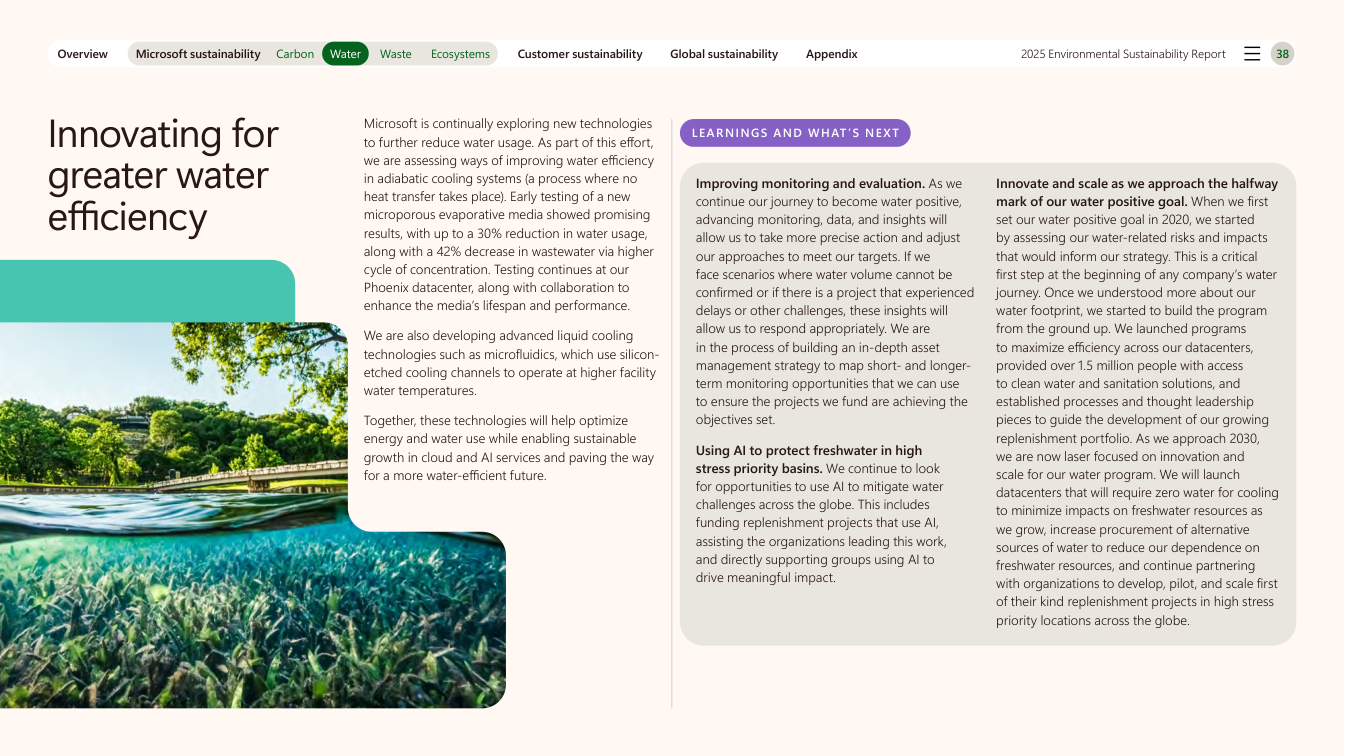 Overview
Microsoft sustainability
Carbon
Water
Waste
Ecosystems
Customer sustainability
Global sustainability
Appendix
2025 Environmental Sustainability Report
38
Innovating for
greater water
efficiency
Microsoft is continually exploring new technologies
to further reduce water usage. As part of this effort,
we are assessing ways of improving water efficiency
in adiabatic cooling systems (a process where no
heat transfer takes place). Early testing of a new
microporous evaporative media showed promising
results, with up to a 30% reduction in water usage,
along with a 42% decrease in wastewater via higher
cycle of concentration. Testing continues at our
Phoenix datacenter, along with collaboration to
enhance the media’s lifespan and performance.
We are also developing advanced liquid cooling
technologies such as microfluidics, which use silicon-
etched cooling channels to operate at higher facility
water temperatures.
Together, these technologies will help optimize
energy and water use while enabling sustainable
growth in cloud and AI services and paving the way
for a more water-efficient future.
LEARNINGS AND WHAT’S NEXT
Improving monitoring and evaluation. As we
continue our journey to become water positive,
advancing monitoring, data, and insights will
allow us to take more precise action and adjust
our approaches to meet our targets. If we
face scenarios where water volume cannot be
confirmed or if there is a project that experienced
delays or other challenges, these insights will
allow us to respond appropriately. We are
in the process of building an in-depth asset
management strategy to map short- and longer-
term monitoring opportunities that we can use
to ensure the projects we fund are achieving the
objectives set.
Using AI to protect freshwater in high
stress priority basins. We continue to look
for opportunities to use AI to mitigate water
challenges across the globe. This includes
funding replenishment projects that use AI,
assisting the organizations leading this work,
and directly supporting groups using AI to
drive meaningful impact.
Innovate and scale as we approach the halfway
mark of our water positive goal. When we first
set our water positive goal in 2020, we started
by assessing our water-related risks and impacts
that would inform our strategy. This is a critical
first step at the beginning of any company’s water
journey. Once we understood more about our
water footprint, we started to build the program
from the ground up. We launched programs
to maximize efficiency across our datacenters,
provided over 1.5 million people with access
to clean water and sanitation solutions, and
established processes and thought leadership
pieces to guide the development of our growing
replenishment portfolio. As we approach 2030,
we are now laser focused on innovation and
scale for our water program. We will launch
datacenters that will require zero water for cooling
to minimize impacts on freshwater resources as
we grow, increase procurement of alternative
sources of water to reduce our dependence on
freshwater resources, and continue partnering
with organizations to develop, pilot, and scale first
of their kind replenishment projects in high stress
priority locations across the globe.